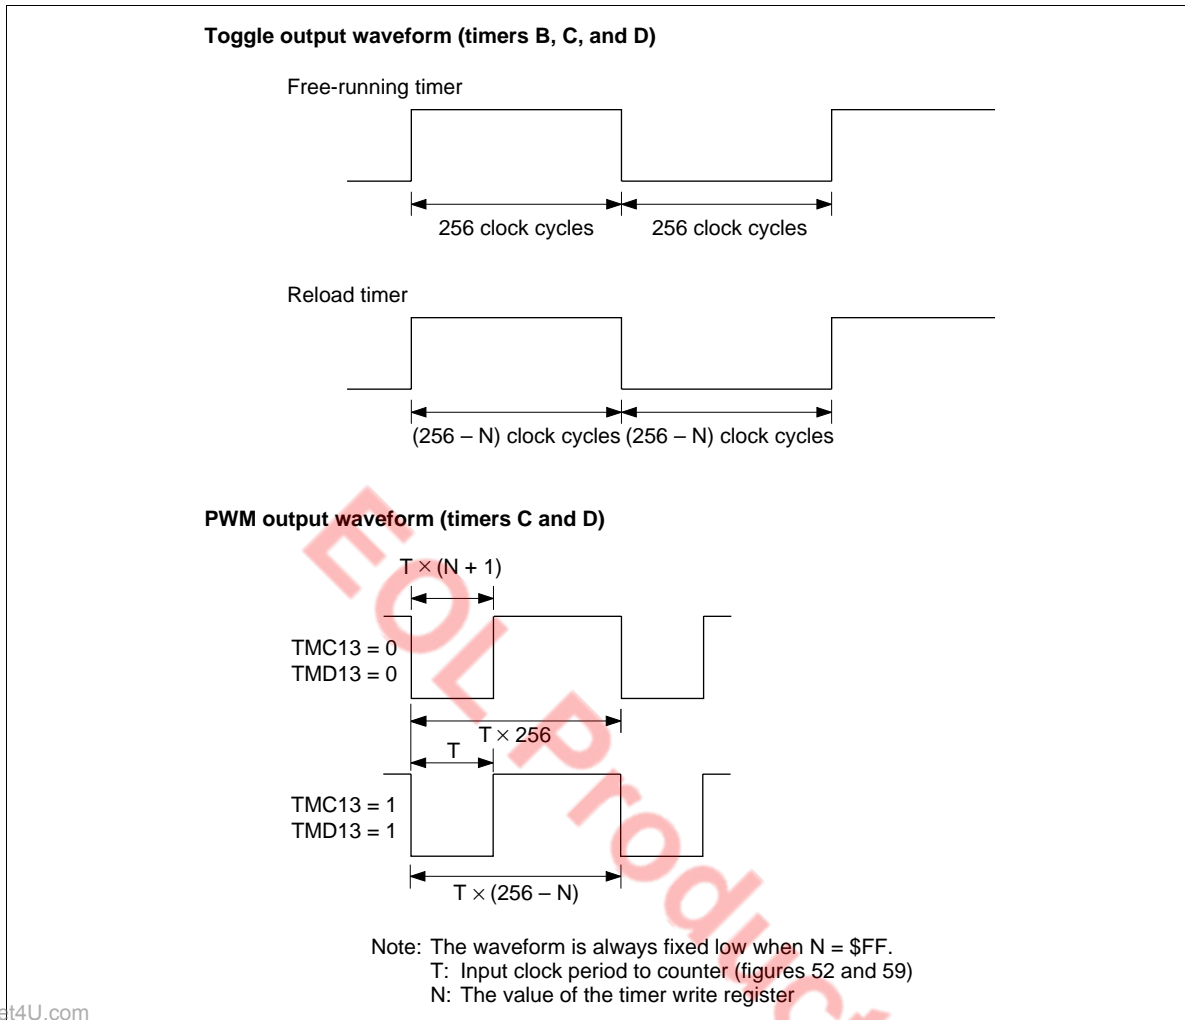 Toggle output waveform (timers B, C, and D)
Free-running timer
256 clock cycles 256 clock cycles
Reload timer
(256 – N) clock cycles (256 – N) clock cycles
PWM output waveform (timers C and D)
T × (N + 1)
TMC13 = 0
TMD13 = 0
T × 256
T
TMC13 = 1
TMD13 = 1
T × (256 – N)
Note: The waveform is always fixed low when N = $FF.
T: Input clock period to counter (figures 52 and 59)
N: The value of the timer write register
EOL Product
et4U.com